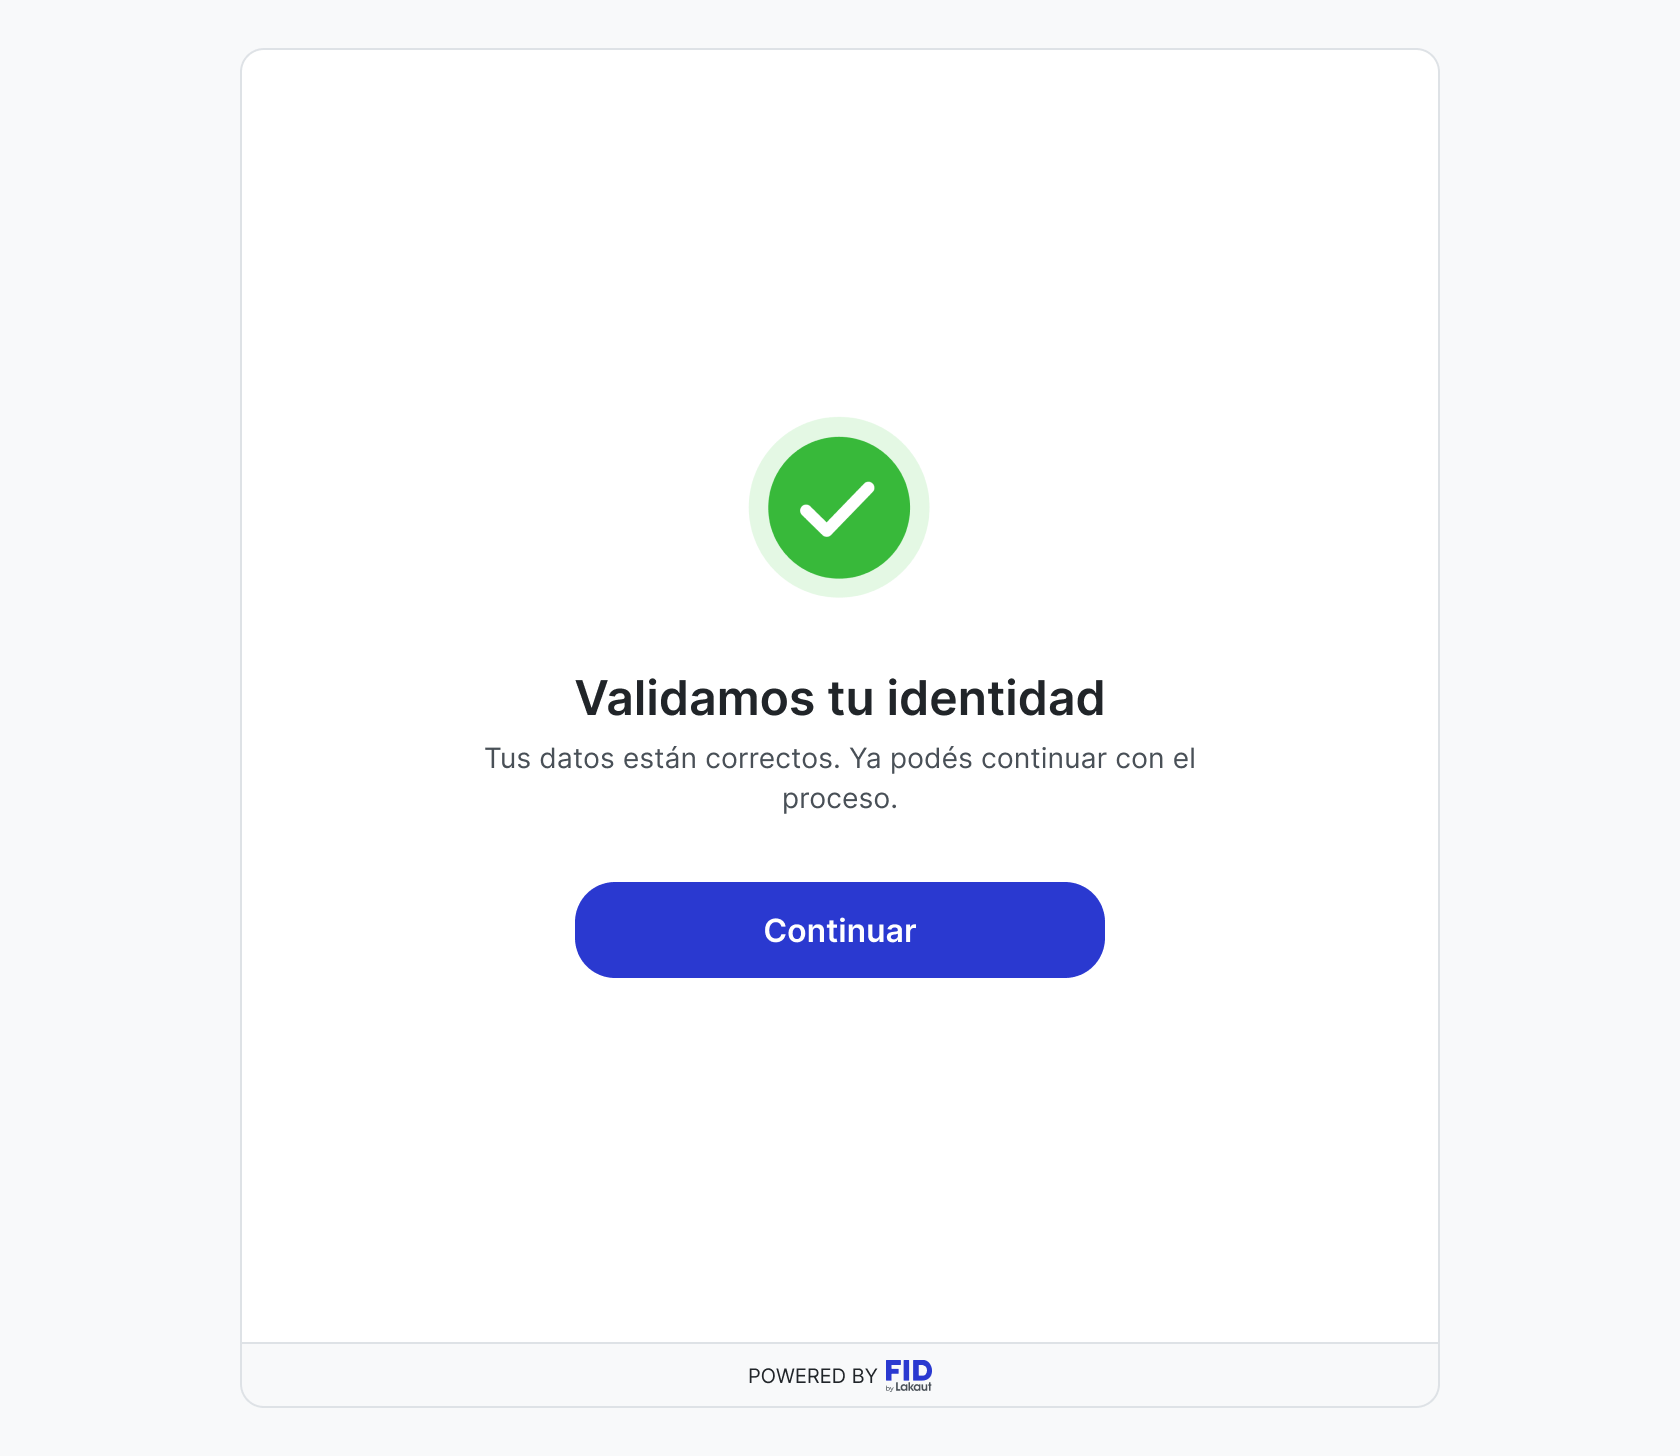 Validamos tu identidad
Tus datos están correctos. Ya podés continuar con el
proceso.
Continuar
POWERED BY FID
by Lakaut